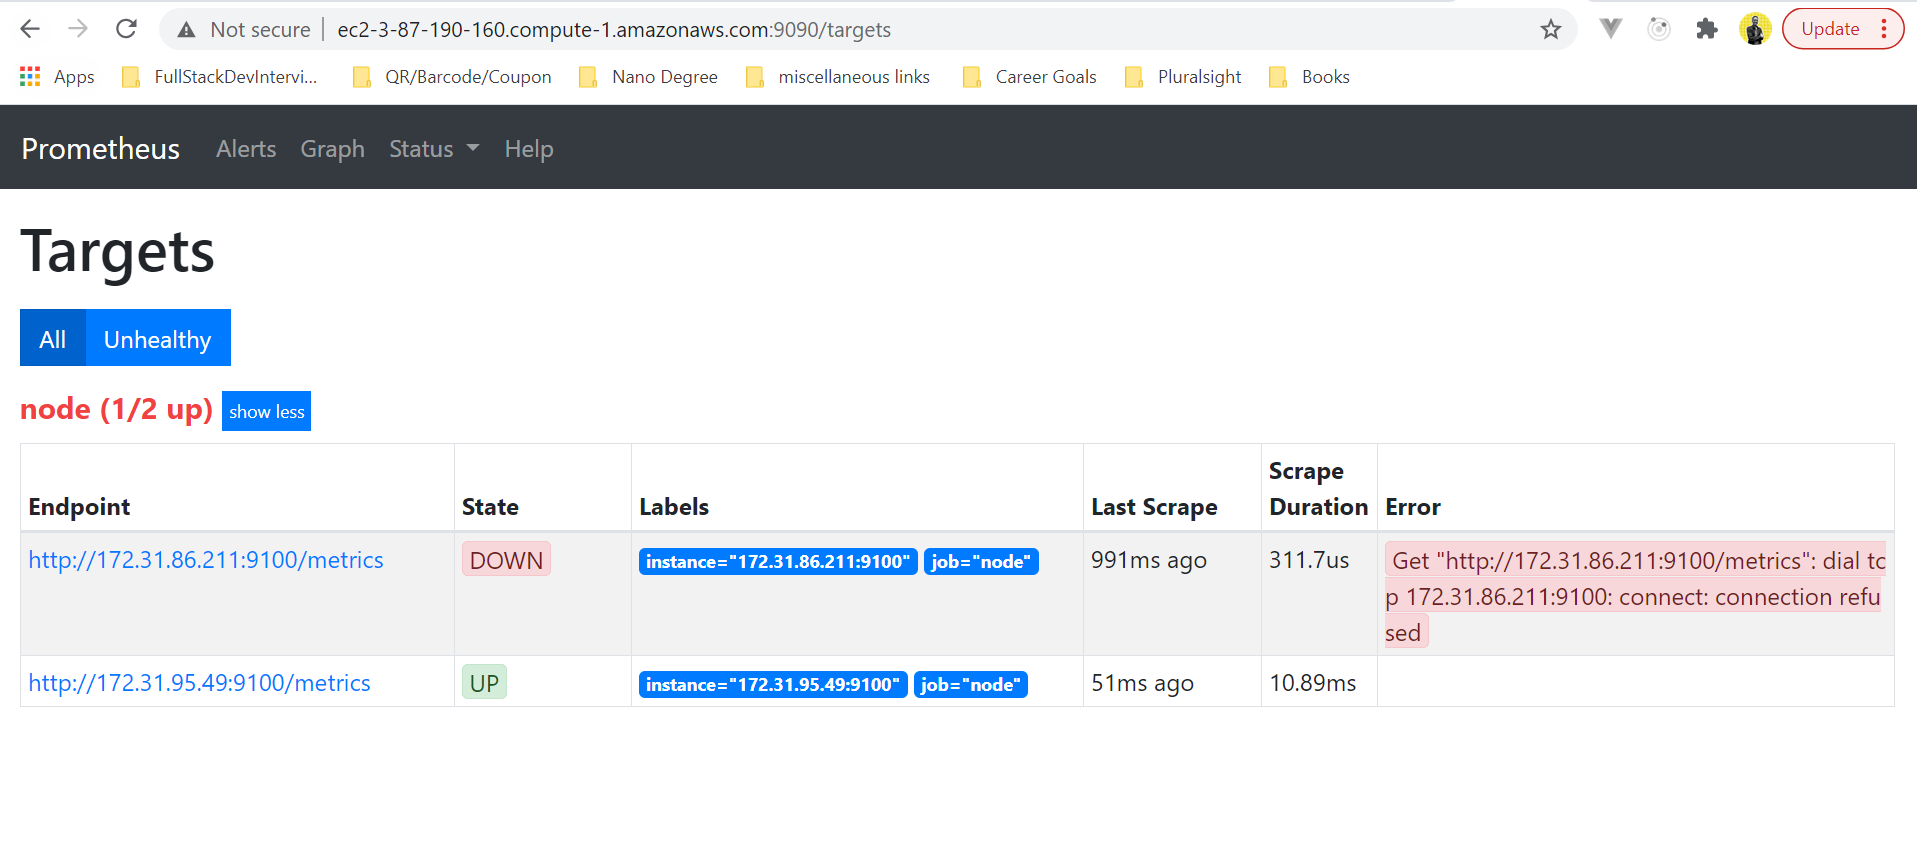 Not secure | ec2-3-87-190-160.compute-1.amazonaws.com:9090/targets Update
Apps FullStackDevIntervi... QR/Barcode/Coupon Nano Degree miscellaneous links Career Goals Pluralsight Books
Prometheus Alerts Graph Status Help
Targets
All Unhealthy
node (1/2 up) show less
Scrape
Endpoint State Labels Last Scrape Duration Error
http://172.31.86.211:9100/metrics DOWN instance="172.31.86.211:9100" job="node" 991ms ago 311.7us Get "http://172.31.86.211:9100/metrics": dial tc
p 172.31.86.211:9100: connect: connection refu
sed
http://172.31.95.49:9100/metrics UP instance="172.31.95.49:9100" job="node" 51ms ago 10.89ms